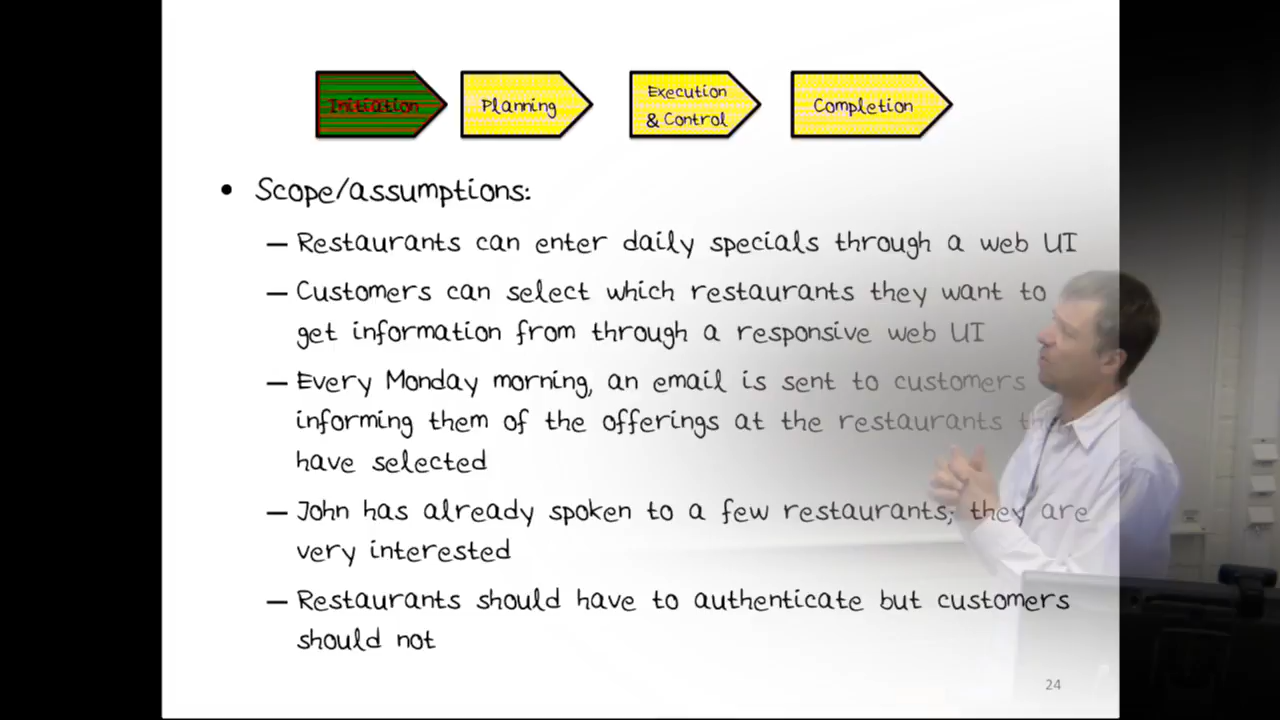 Initiation
Planning
Execution
& Control
Completion
• Scope/assumptions:
– Restaurants can enter daily specials through a web UI
– Customers can select which restaurants they want to
get information from through a responsive web UI
– Every Monday morning, an email is sent to customers
informing them of the offerings at the restaurants
have selected
– John has already spoken to a few restaurants; they are
very interested
– Restaurants should have to authenticate but customers
should not
24